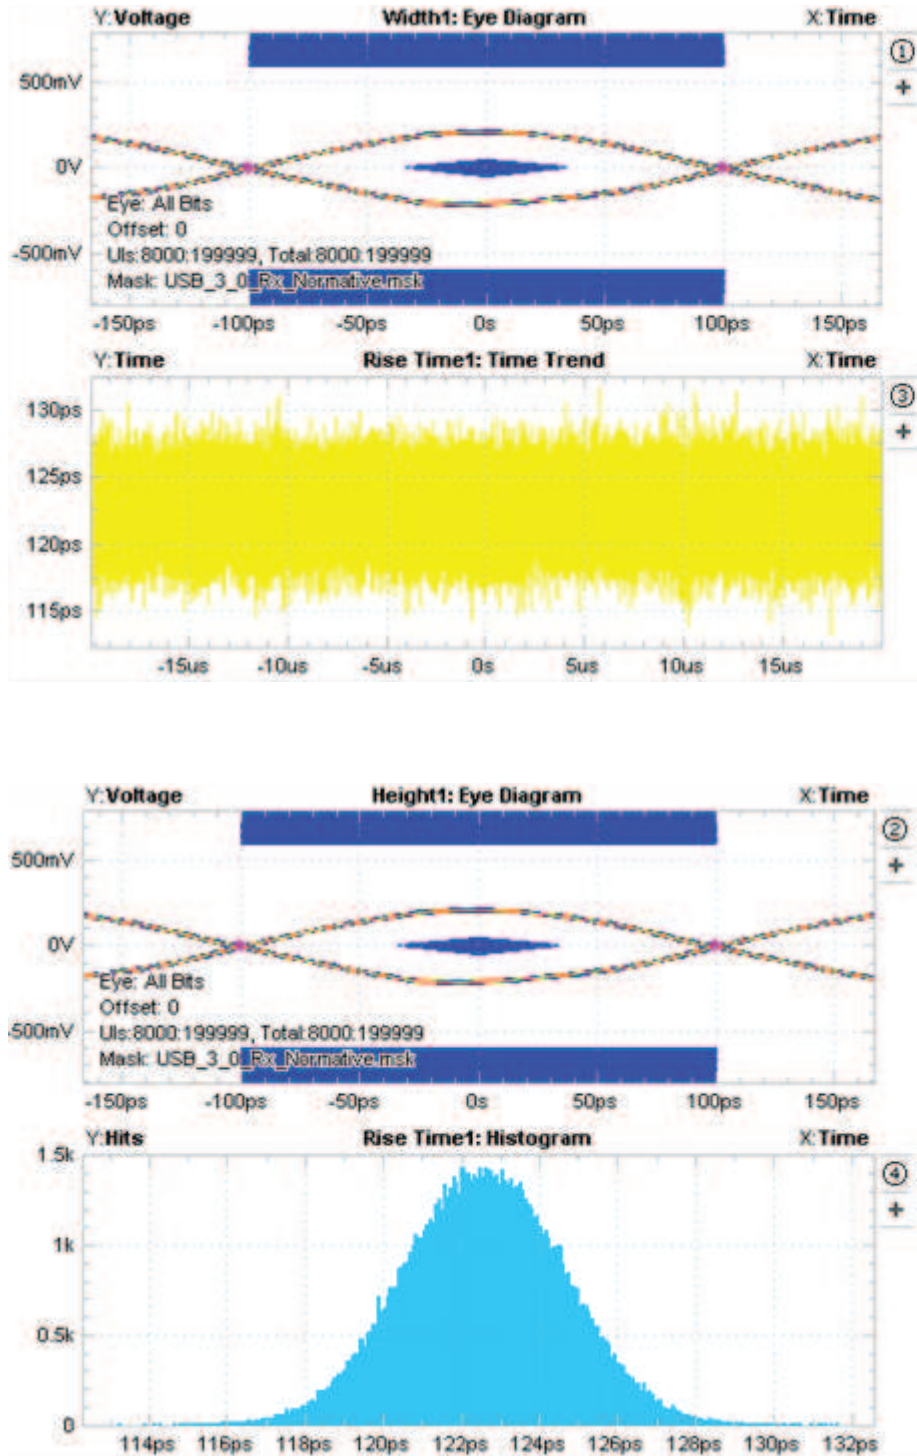 Y:Voltage Width1: Eye Diagram X:Time
①
+
500mV
0V
-500mV
Eye: All Bits
Offset: 0
UIs:8000:199999, Total:8000:199999
Mask: USB_3_0_Rx_Normative.msk
-150ps -100ps -50ps 0s 50ps 100ps 150ps
Y:Time Rise Time1: Time Trend X:Time
③
+
130ps
125ps
120ps
115ps
-15us -10us -5us 0s 5us 10us 15us
Y:Voltage Height1: Eye Diagram X:Time
②
+
500mV
0V
-500mV
Eye: All Bits
Offset: 0
UIs:8000:199999, Total:8000:199999
Mask: USB_3_0_Rx_Normative.msk
-150ps -100ps -50ps 0s 50ps 100ps 150ps
Y:Hits Rise Time1: Histogram X:Time
④
+
1.5k
1k
0.5k
0
114ps 116ps 118ps 120ps 122ps 124ps 126ps 128ps 130ps 132ps